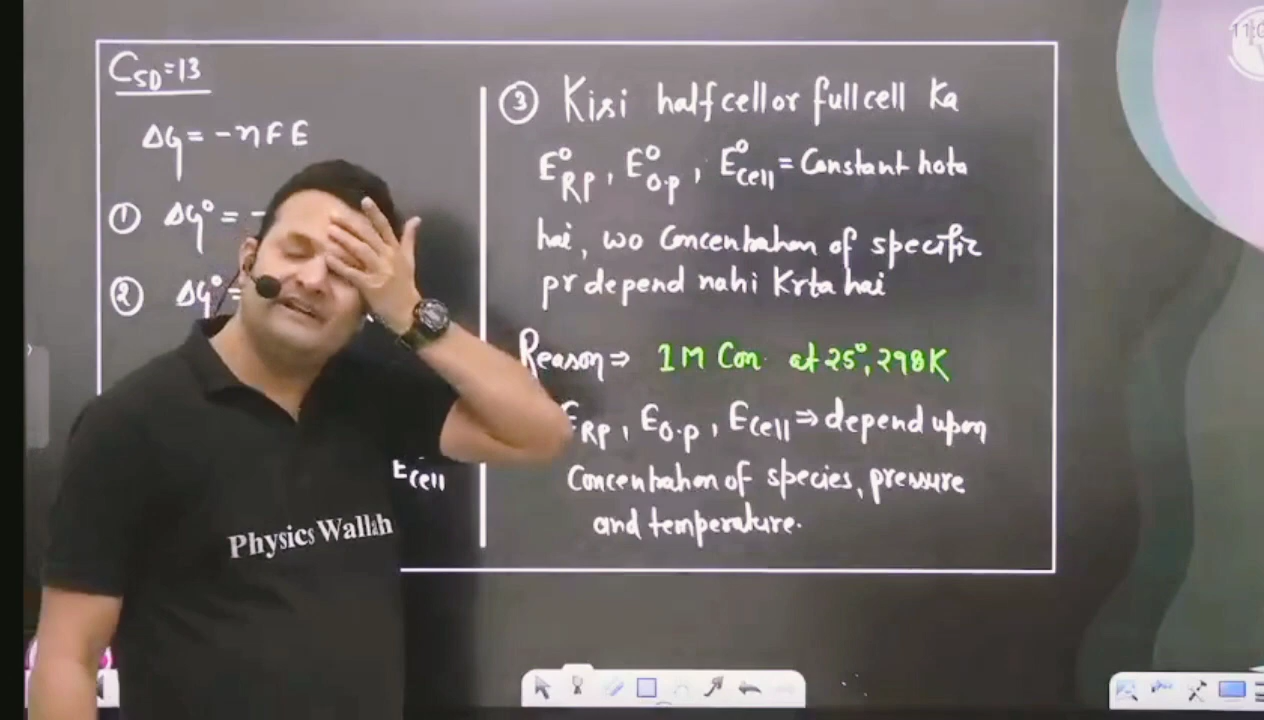 C50=13
ΔG = -nFE
① ΔG° = -
② ΔG° =
Ecell
③ Kisi half cell or full cell Ka
E°RP, E°O.P, E°Cell = Constant hota
hai, wo Concentration of specific
pr depend nahi Krta hai
Reason ⇒ 1M Con. at 25°, 298K
ERP, EO.P, Ecell ⇒ depend upon
Concentration of species, pressure
and temperature.
Physics Wallah